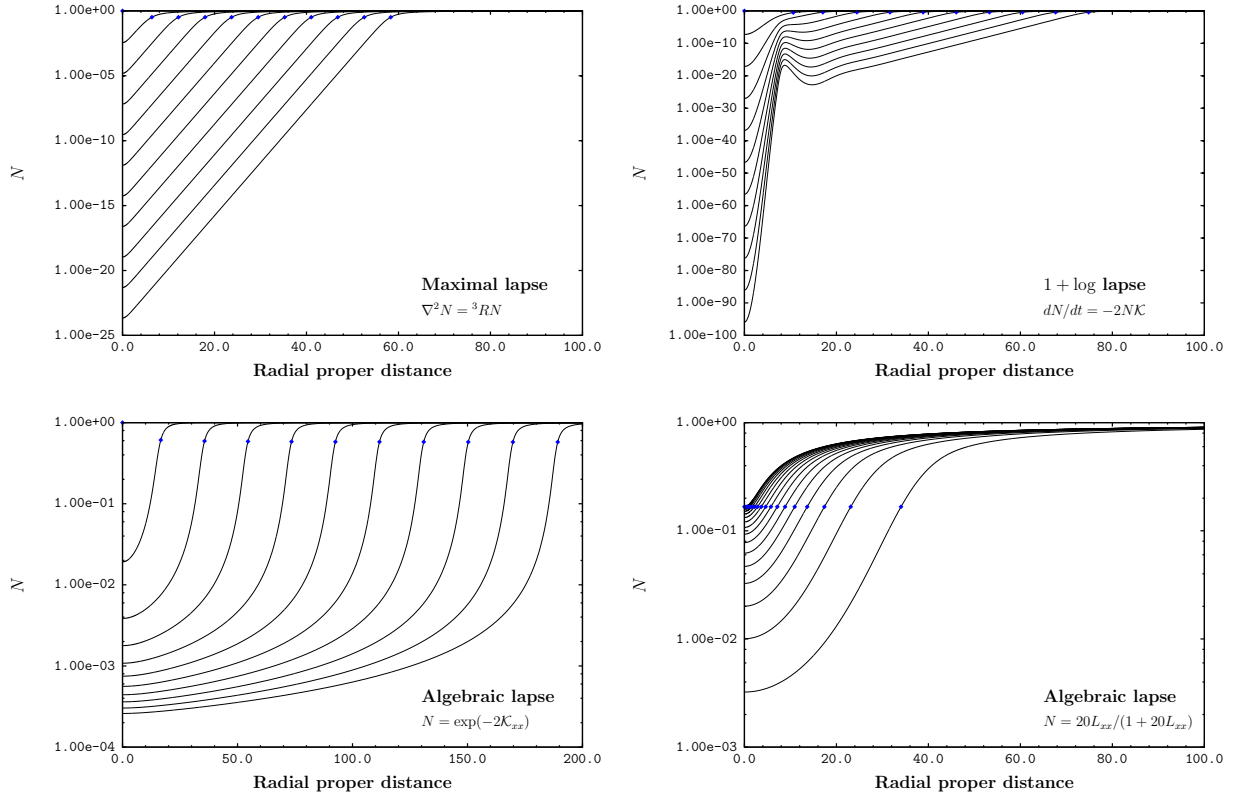 1.00e+00
1.00e−05
1.00e−10
1.00e−15
1.00e−20
1.00e−25
N
0.0 20.0 40.0 60.0 80.0 100.0
Radial proper distance
Maximal lapse
∇²N = ³RN
1.00e+00
1.00e−10
1.00e−20
1.00e−30
1.00e−40
1.00e−50
1.00e−60
1.00e−70
1.00e−80
1.00e−90
1.00e−100
N
0.0 20.0 40.0 60.0 80.0 100.0
Radial proper distance
1 + log lapse
dN/dt = −2N𝒦
1.00e+00
1.00e−01
1.00e−02
1.00e−03
1.00e−04
N
0.0 50.0 100.0 150.0 200.0
Radial proper distance
Algebraic lapse
N = exp(−2𝒦ₓₓ)
1.00e+00
1.00e−01
1.00e−02
1.00e−03
N
0.0 20.0 40.0 60.0 80.0 100.0
Radial proper distance
Algebraic lapse
N = 20Lₓₓ/(1 + 20Lₓₓ)